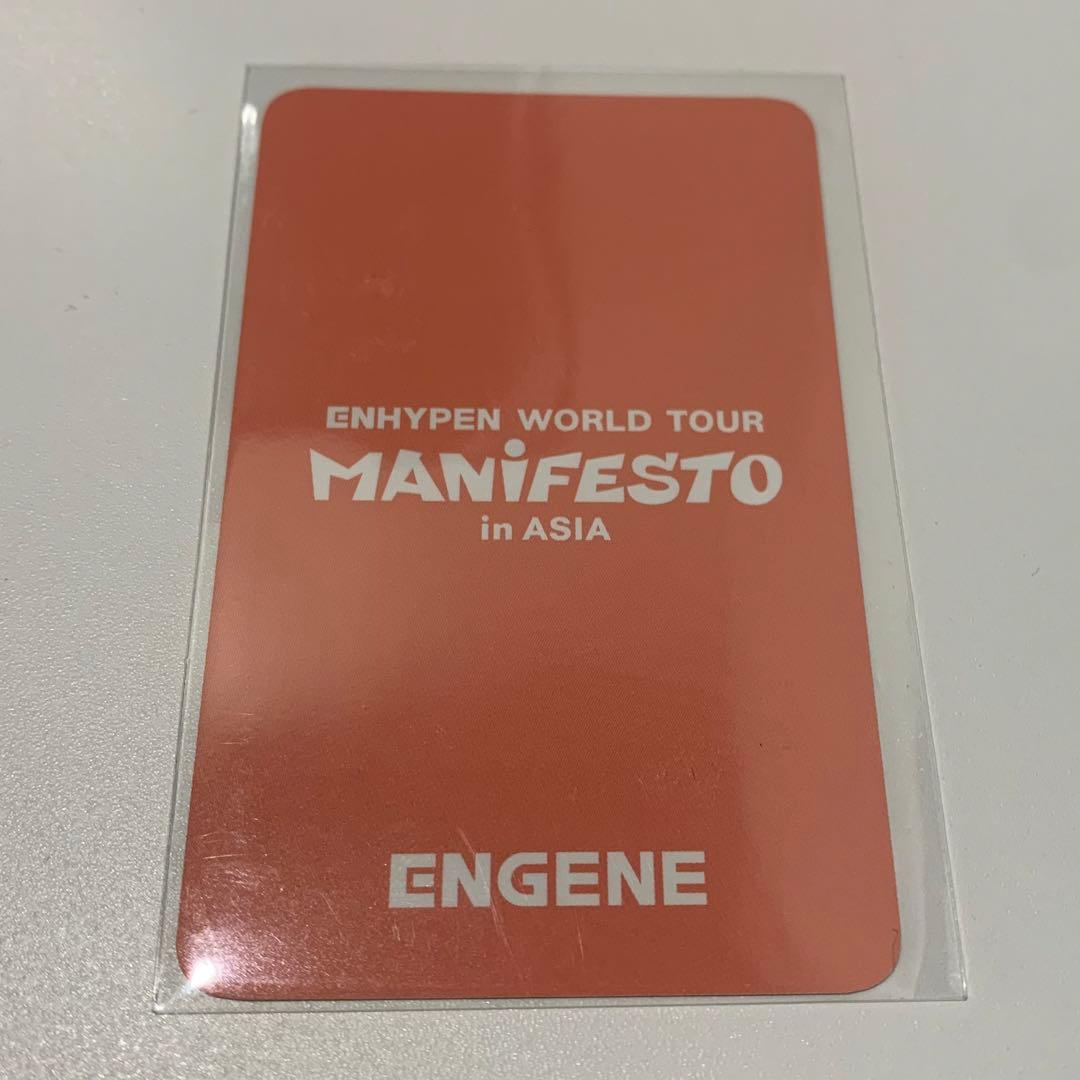 ENHYPEN WORLD TOUR
MANiFESTO
in ASIA
ENGENE